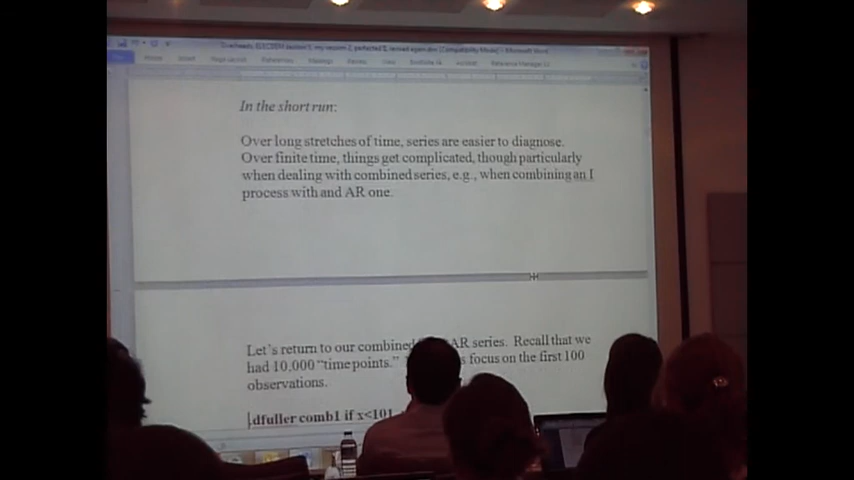 In the short run:
Over long stretches of time, series are easier to diagnose.
Over finite time, things get complicated, though particularly
when dealing with combined series, e.g., when combining an I
process with and AR one.
Let's return to our combined AR series. Recall that we
had 10,000 "time points." focus on the first 100
observations.
.dfuller comb1 if x<101